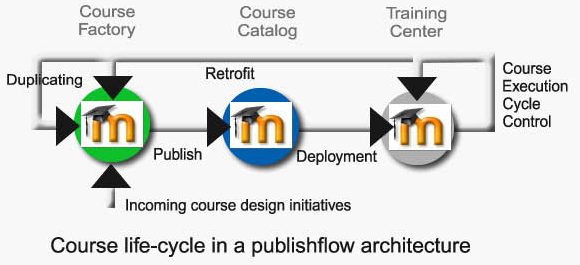 Course Factory
Course Catalog
Training Center
Duplicating
Retrofit
Course
Execution
Cycle
Control
m
m
m
Publish
Deployment
Incoming course design initiatives
Course life-cycle in a publishflow architecture